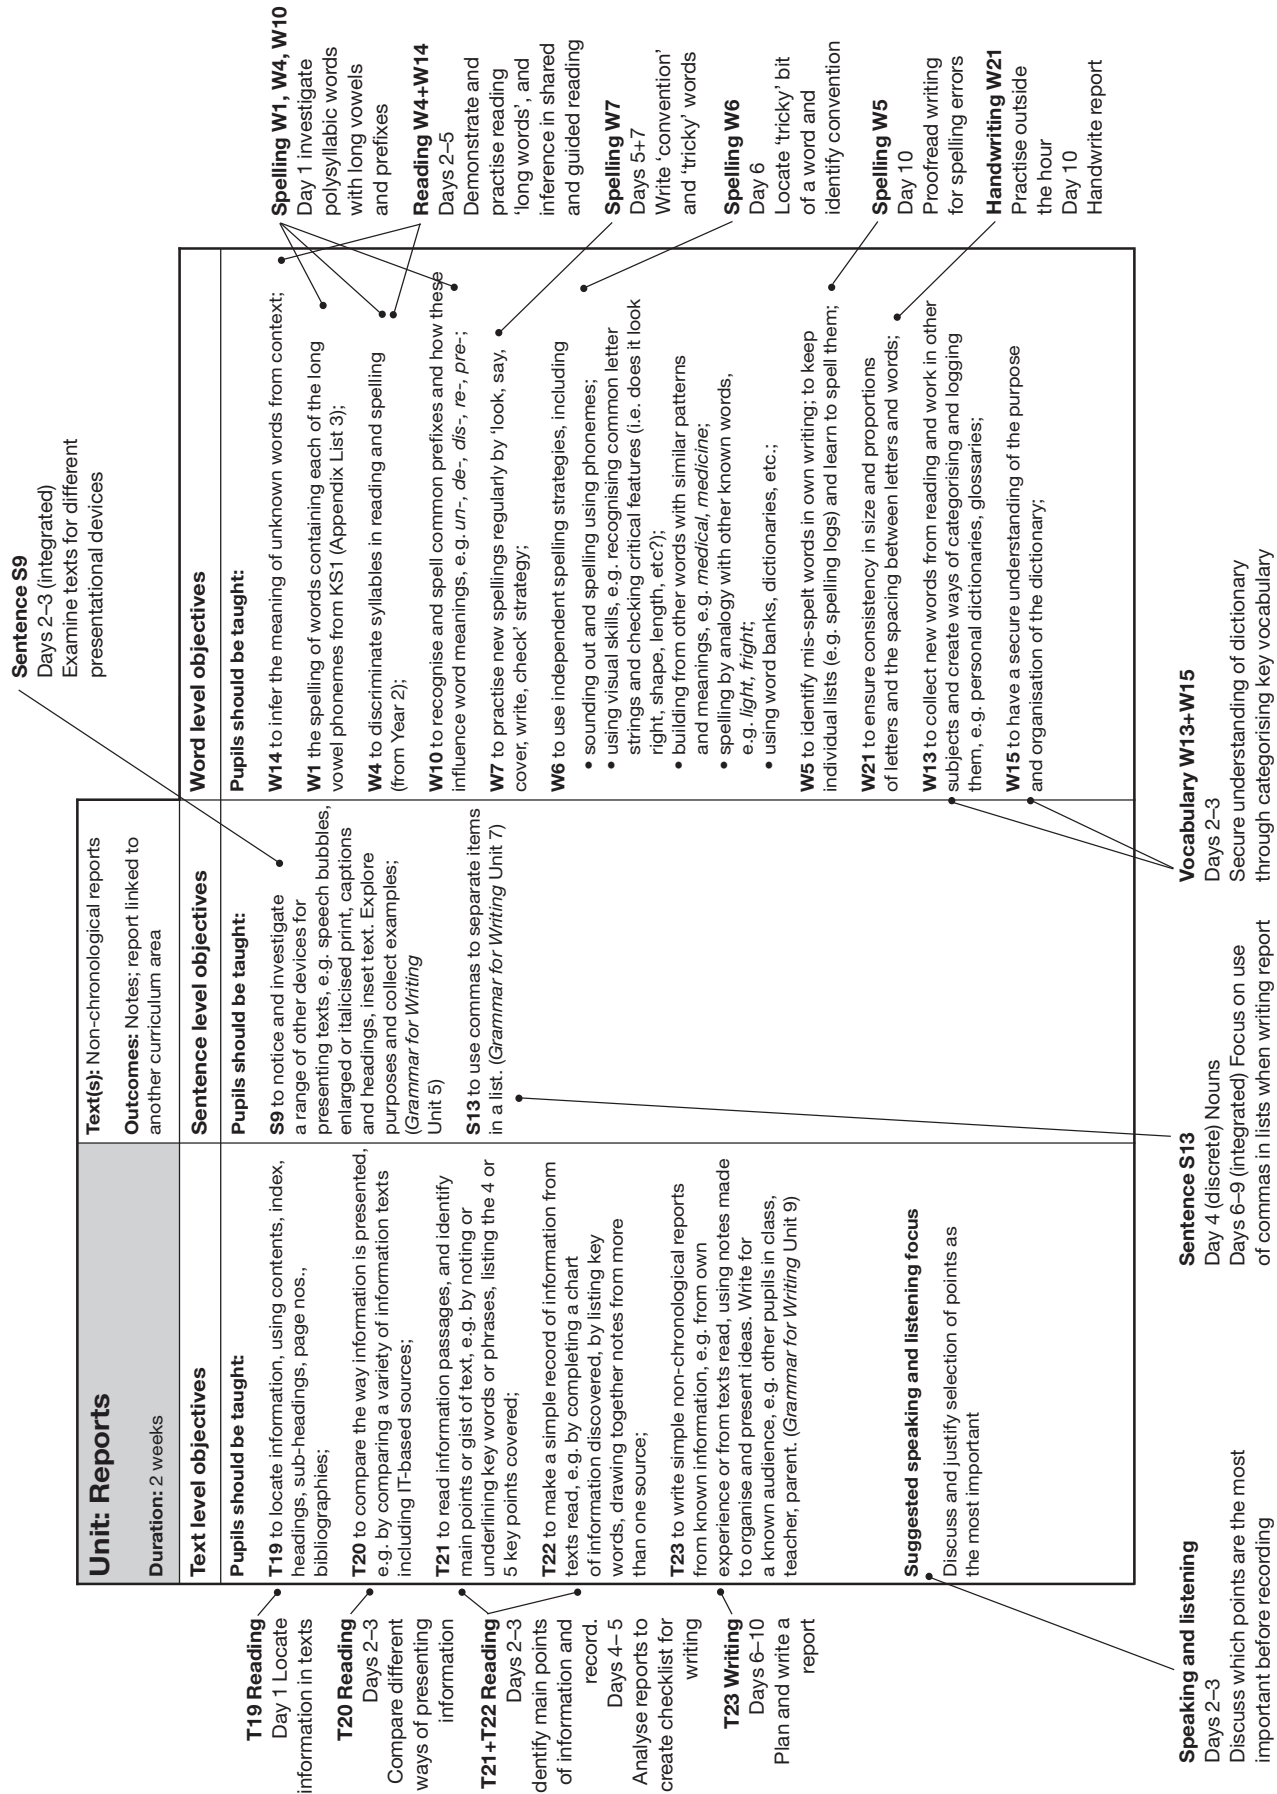 Unit: Reports
Duration: 2 weeks
Text(s): Non-chronological reports
Outcomes: Notes; report linked to
another curriculum area
Text level objectives
Pupils should be taught:
T19 to locate information, using contents, index,
headings, sub-headings, page nos.,
bibliographies;
T20 to compare the way information is presented,
e.g. by comparing a variety of information texts
including IT-based sources;
T21 to read information passages, and identify
main points or gist of text, e.g. by noting or
underlining key words or phrases, listing the 4 or
5 key points covered;
T22 to make a simple record of information from
texts read, e.g. by completing a chart
of information discovered, by listing key
words, drawing together notes from more
than one source;
T23 to write simple non-chronological reports
from known information, e.g. from own
experience or from texts read, using notes made
to organise and present ideas. Write for
a known audience, e.g. other pupils in class,
teacher, parent. (Grammar for Writing Unit 9)
Suggested speaking and listening focus
Discuss and justify selection of points as
the most important
Sentence level objectives
Pupils should be taught:
S9 to notice and investigate
a range of other devices for
presenting texts, e.g. speech bubbles,
enlarged or italicised print, captions
and headings, inset text. Explore
purposes and collect examples;
(Grammar for Writing
Unit 5)
S13 to use commas to separate items
in a list. (Grammar for Writing Unit 7)
Word level objectives
Pupils should be taught:
W14 to infer the meaning of unknown words from context;
W1 the spelling of words containing each of the long
vowel phonemes from KS1 (Appendix List 3);
W4 to discriminate syllables in reading and spelling
(from Year 2);
W10 to recognise and spell common prefixes and how these
influence word meanings, e.g. un-, de-, dis-, re-, pre-;
W7 to practise new spellings regularly by 'look, say,
cover, write, check' strategy;
W6 to use independent spelling strategies, including
• sounding out and spelling using phonemes;
• using visual skills, e.g. recognising common letter
strings and checking critical features (i.e. does it look
right, shape, length, etc?);
• building from other words with similar patterns
and meanings, e.g. medical, medicine;
• spelling by analogy with other known words,
e.g. light, fright;
• using word banks, dictionaries, etc.;
W5 to identify mis-spelt words in own writing; to keep
individual lists (e.g. spelling logs) and learn to spell them;
W21 to ensure consistency in size and proportions
of letters and the spacing between letters and words;
W13 to collect new words from reading and work in other
subjects and create ways of categorising and logging
them, e.g. personal dictionaries, glossaries;
W15 to have a secure understanding of the purpose
and organisation of the dictionary;
T19 Reading
Day 1 Locate
information in texts
T20 Reading
Days 2–3
Compare different
ways of presenting
information
T21+T22 Reading
Days 2–3
dentify main points
of information and
record.
Days 4– 5
Analyse reports to
create checklist for
writing
T23 Writing
Days 6–10
Plan and write a
report
Speaking and listening
Days 2–3
Discuss which points are the most
important before recording
Sentence S13
Day 4 (discrete) Nouns
Days 6–9 (integrated) Focus on use
of commas in lists when writing report
Vocabulary W13+W15
Days 2–3
Secure understanding of dictionary
through categorising key vocabulary
Sentence S9
Days 2–3 (integrated)
Examine texts for different
presentational devices
Spelling W1, W4, W10
Day 1 investigate
polysyllabic words
with long vowels
and prefixes
Reading W4+W14
Days 2–5
Demonstrate and
practise reading
'long words', and
inference in shared
and guided reading
Spelling W7
Days 5+7
Write 'convention'
and 'tricky' words
Spelling W6
Day 6
Locate 'tricky' bit
of a word and
identify convention
Spelling W5
Day 10
Proofread writing
for spelling errors
Handwriting W21
Practise outside
the hour
Day 10
Handwrite report